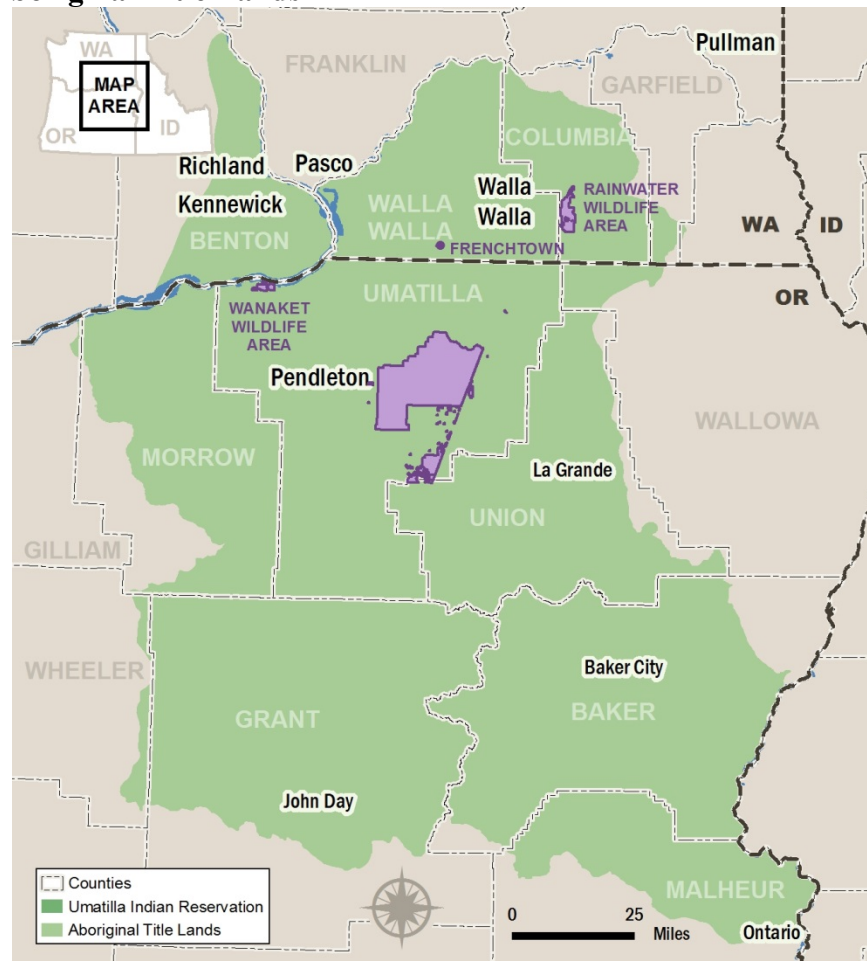 WA
MAP
AREA
OR
ID
FRANKLIN
Pullman
GARFIELD
COLUMBIA
Richland
Pasco
Kennewick
BENTON
WALLA
WALLA
Walla
Walla
RAINWATER
WILDLIFE
AREA
FRENCHTOWN
WA
ID
OR
UMATILLA
WANAKET
WILDLIFE
AREA
Pendleton
WALLOWA
MORROW
La Grande
UNION
GILLIAM
WHEELER
Baker City
BAKER
GRANT
John Day
MALHEUR
Ontario
Counties
Umatilla Indian Reservation
Aboriginal Title Lands
0 25
Miles